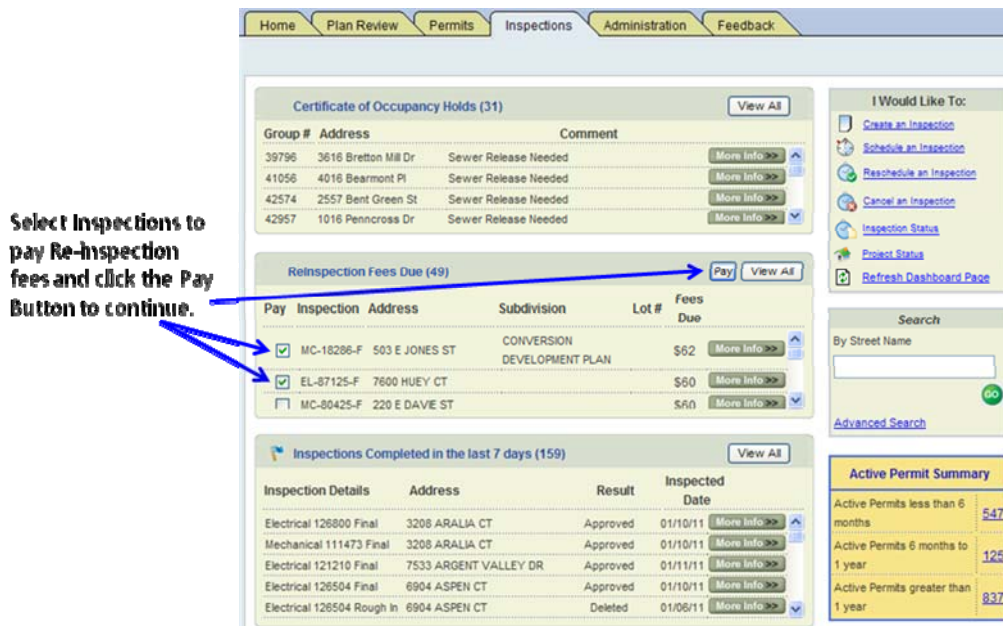 Home Plan Review Permits Inspections Administration Feedback
Select Inspections to
pay Re-inspection
fees and click the Pay
Button to continue.
Certificate of Occupancy Holds (31) View All
Group # Address Comment
39796 3616 Bretton Mill Dr Sewer Release Needed More Info >>
41056 4016 Bearmont Pl Sewer Release Needed More Info >>
42574 2557 Bent Green St Sewer Release Needed More Info >>
42957 1016 Penncross Dr Sewer Release Needed More Info >>
Reinspection Fees Due (49) Pay View All
Pay Inspection Address Subdivision Lot # Fees
Due
MC-18286-F 503 E JONES ST CONVERSION
DEVELOPMENT PLAN $62 More Info >>
EL-87125-F 7600 HUEY CT $60 More Info >>
MC-80425-F 220 E DAVIE ST $60 More Info >>
Inspections Completed in the last 7 days (159) View All
Inspection Details Address Result Inspected
Date
Electrical 126800 Final 3208 ARALIA CT Approved 01/10/11 More Info >>
Mechanical 111473 Final 3208 ARALIA CT Approved 01/10/11 More Info >>
Electrical 121210 Final 7533 ARGENT VALLEY DR Approved 01/11/11 More Info >>
Electrical 126504 Final 6904 ASPEN CT Approved 01/10/11 More Info >>
Electrical 126504 Rough In 6904 ASPEN CT Deleted 01/06/11 More Info >>
I Would Like To:
Create an Inspection
Schedule an Inspection
Reschedule an Inspection
Cancel an Inspection
Inspection Status
Project Status
Refresh Dashboard Page
Search
By Street Name
GO
Advanced Search
Active Permit Summary
Active Permits less than 6
months 547
Active Permits 6 months to
1 year 125
Active Permits greater than
1 year 837